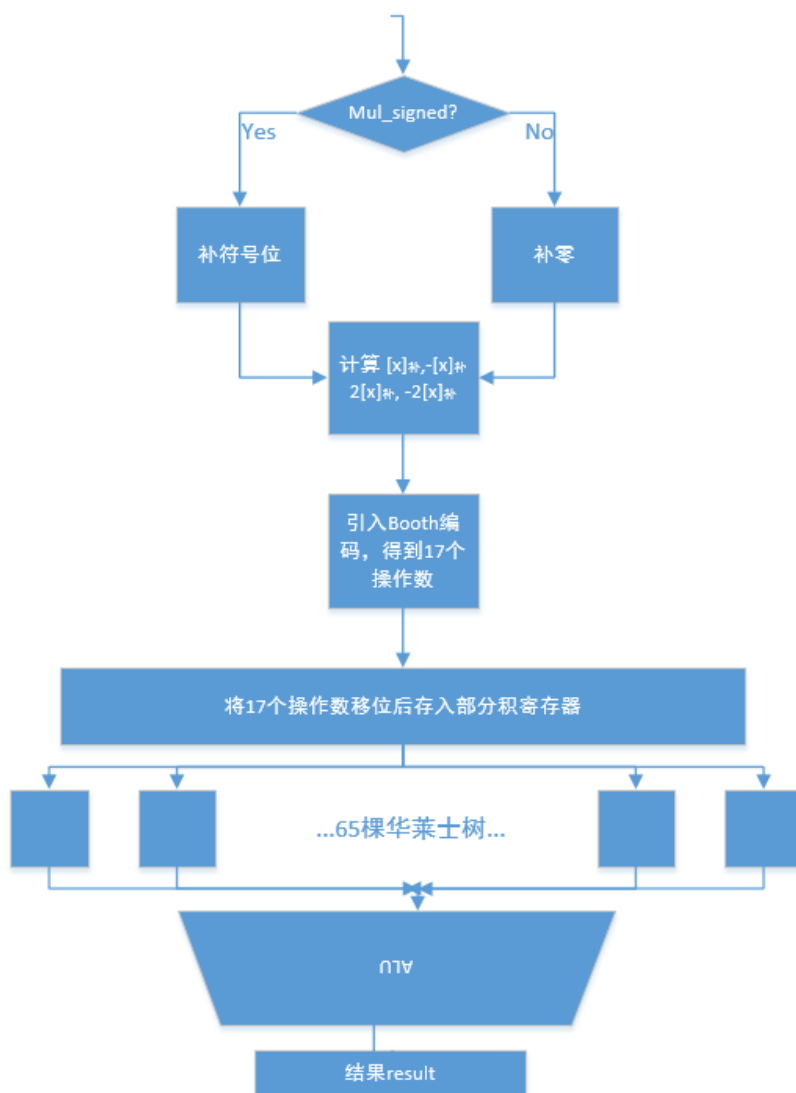 Mul_signed?
Yes
No
补符号位
补零
计算 [x]补,-[x]补
2[x]补, -2[x]补
引入Booth编
码，得到17个
操作数
将17个操作数移位后存入部分积寄存器
...65棵华莱士树...
ALU
结果result